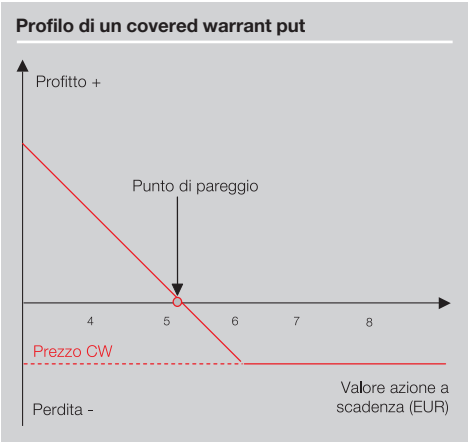 Profilo di un covered warrant put
Profitto +
Punto di pareggio
4 5 6 7 8
Prezzo CW
Valore azione a
scadenza (EUR)
Perdita -